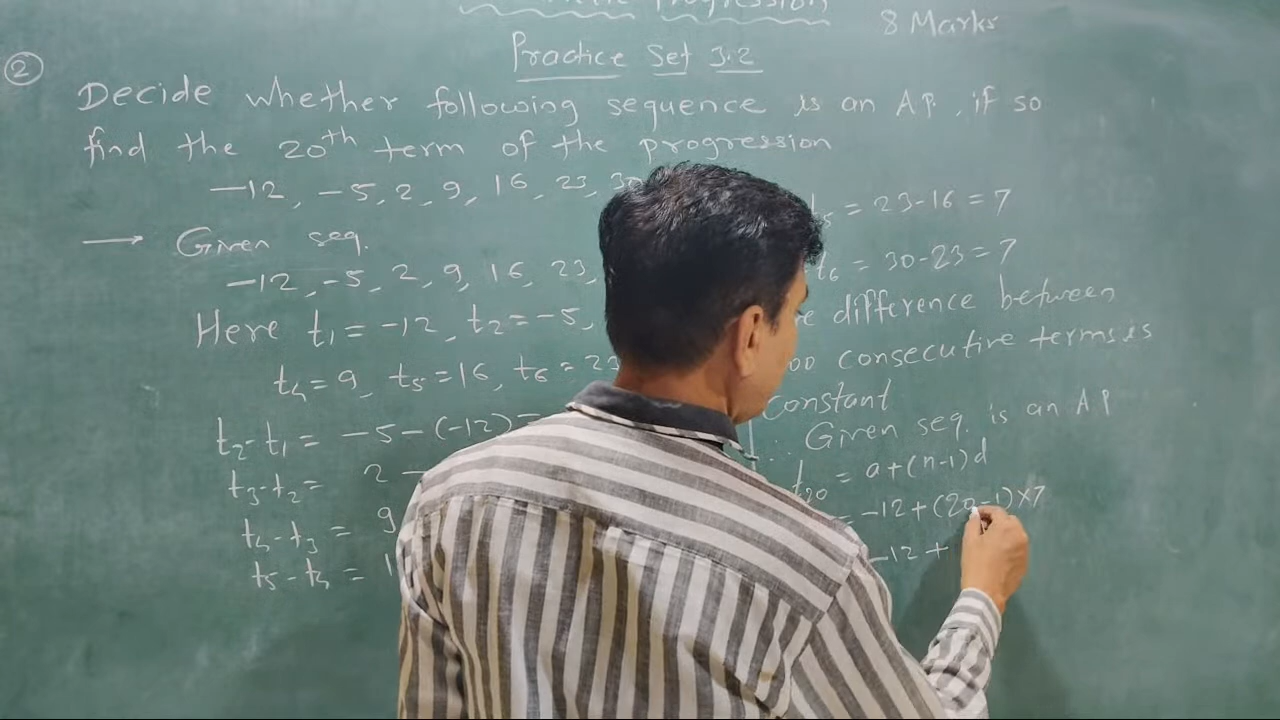 Progression
8 Marks
Practice Set 3.2
②
Decide whether following sequence is an A.P., if so
find the 20th term of the progression
-12, -5, 2, 9, 16, 23, 30
→ Given seq.
-12, -5, 2, 9, 16, 23,
Here t1 = -12, t2 = -5,
t4 = 9, t5 = 16, t6 = 23
t2-t1 = -5-(-12) =
t3-t2 = 2 -
t4-t3 = 9
t5-t4 = 1
= 23-16 = 7
t6 = 30-23 = 7
difference between
consecutive terms is
constant
∴ Given seq. is an AP
t20 = a+(n-1)d
= -12+(20-1)×7
-12 +